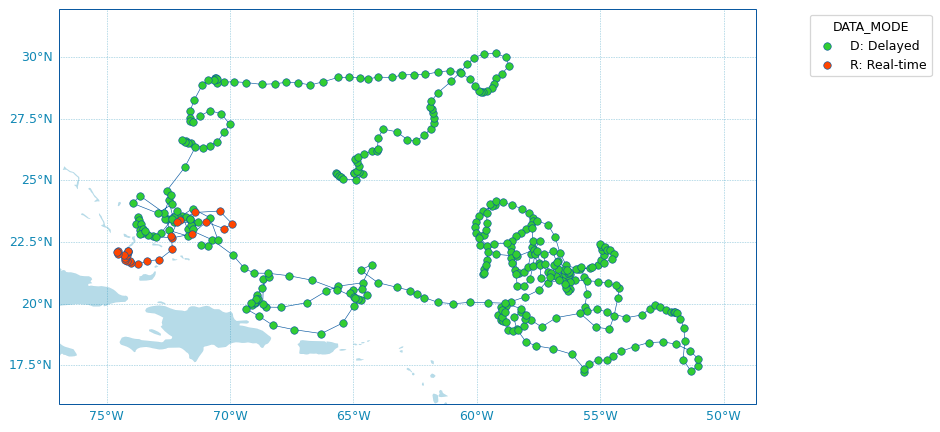 DATA_MODE
D: Delayed
R: Real-time
30°N
27.5°N
25°N
22.5°N
20°N
17.5°N
75°W
70°W
65°W
60°W
55°W
50°W